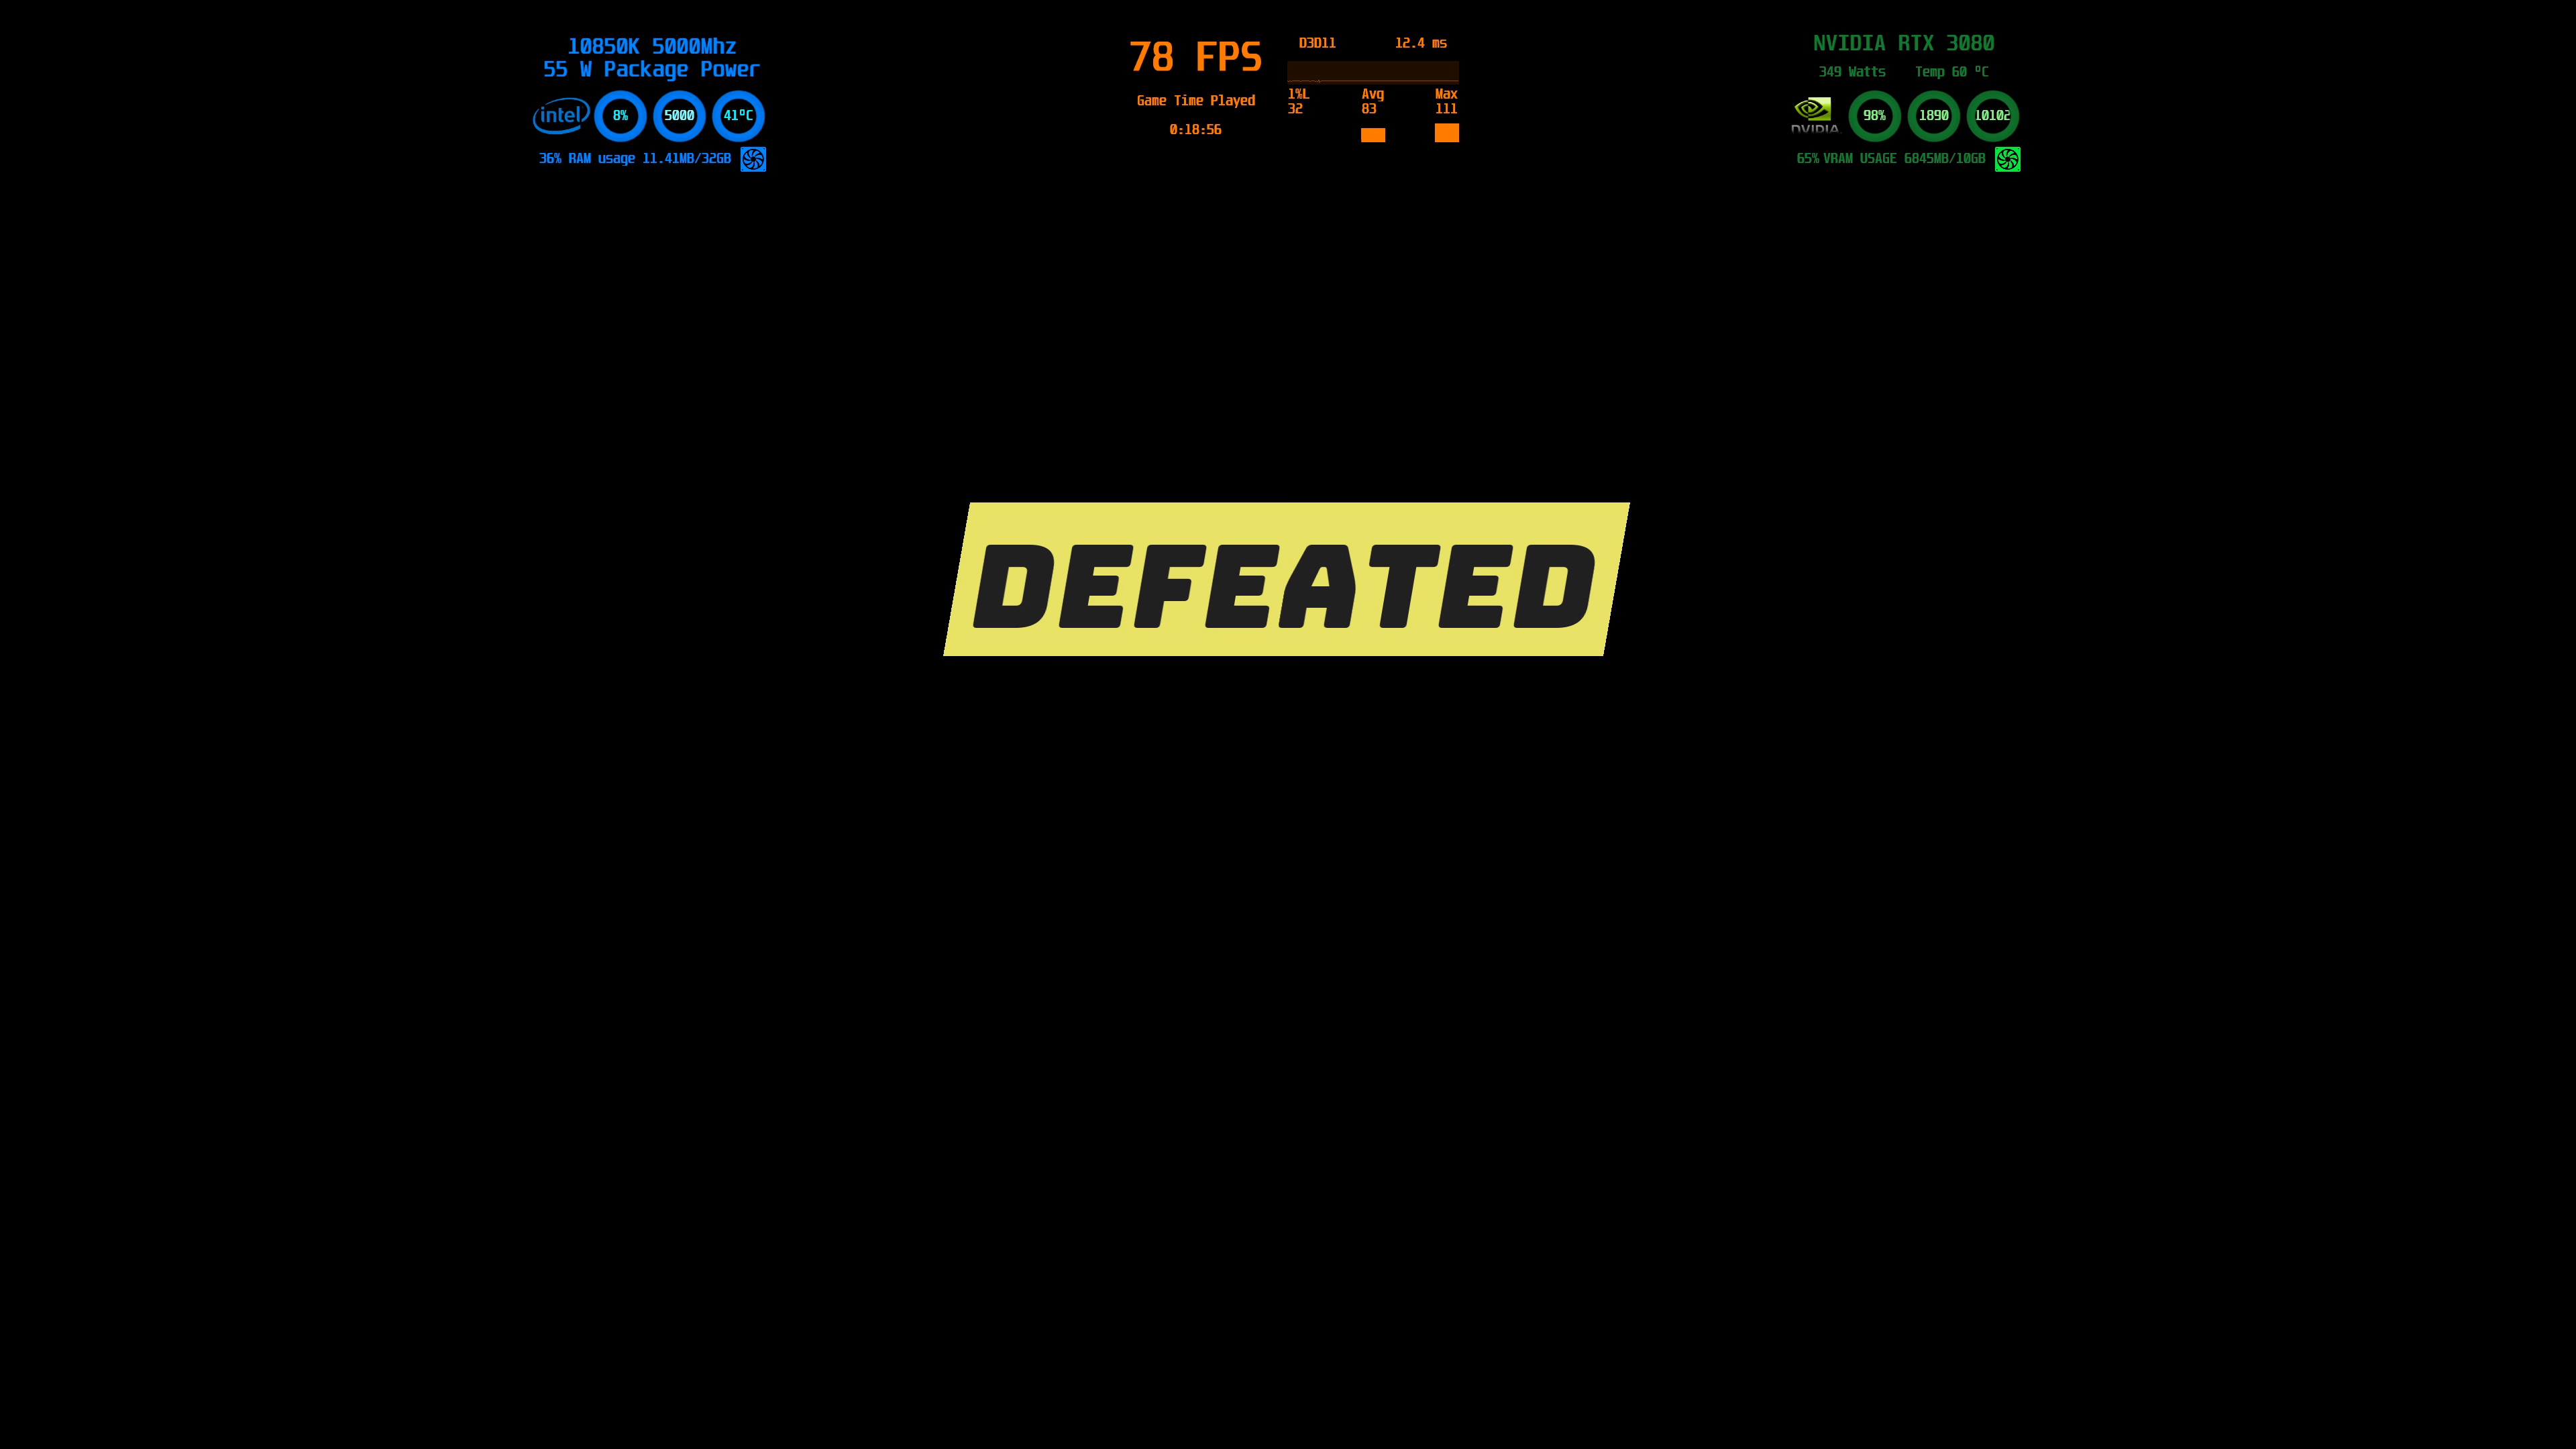 10850K 5000Mhz
55 W Package Power
intel 8% 5000 41ºC
36% RAM usage 11.41MB/32GB
78 FPS
Game Time Played
0:18:56
D3D11 12.4 ms
1%L Avg Max
32 83 111
NVIDIA RTX 3080
349 Watts Temp 60 ºC
NVIDIA 98% 1890 10102
65% VRAM USAGE 6845MB/10GB
DEFEATED